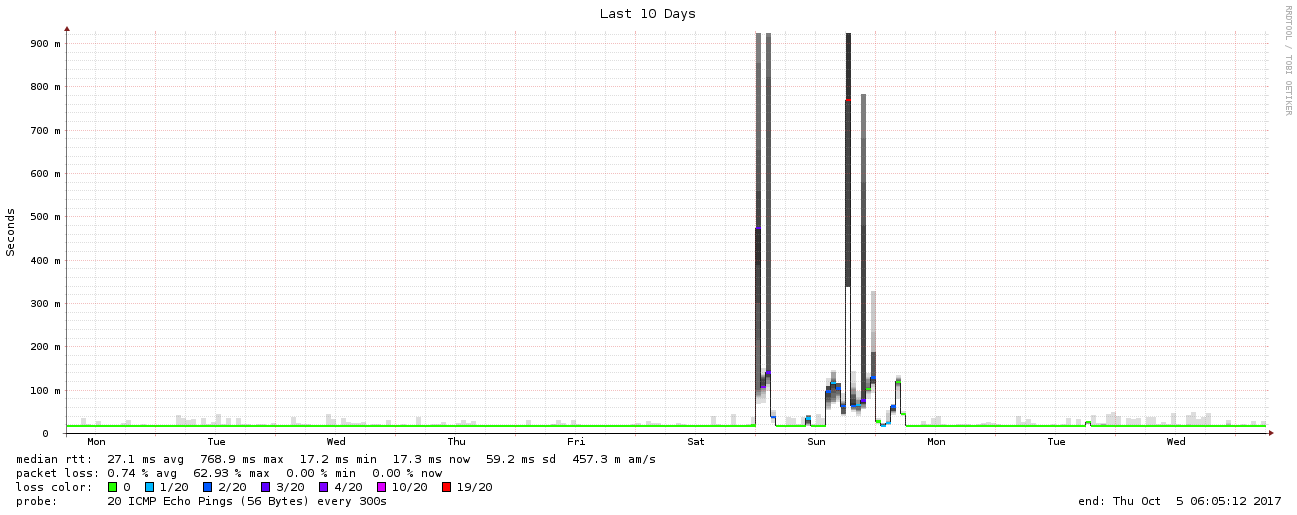 Last 10 Days
RRDTOOL / TOBI OETIKER
Seconds
900 m
800 m
700 m
600 m
500 m
400 m
300 m
200 m
100 m
0
Mon Tue Wed Thu Fri Sat Sun Mon Tue Wed
median rtt: 27.1 ms avg 768.9 ms max 17.2 ms min 17.3 ms now 59.2 ms sd 457.3 m am/s
packet loss: 0.74 % avg 62.93 % max 0.00 % min 0.00 % now
loss color: 0 1/20 2/20 3/20 4/20 10/20 19/20
probe: 20 ICMP Echo Pings (56 Bytes) every 300s end: Thu Oct 5 06:05:12 2017